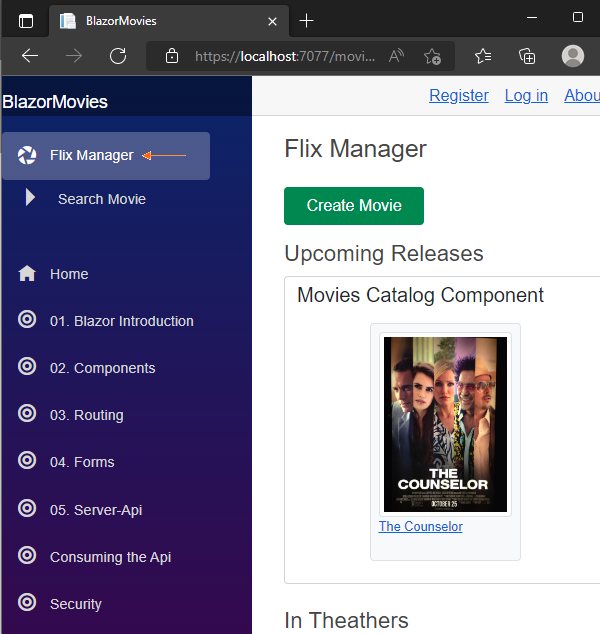 BlazorMovies
https://localhost:7077/movi...
BlazorMovies
Register Log in Abou
Flix Manager
Search Movie
Home
01. Blazor Introduction
02. Components
03. Routing
04. Forms
05. Server-Api
Consuming the Api
Security
Flix Manager
Create Movie
Upcoming Releases
Movies Catalog Component
THE
COUNSELOR
OCTOBER 25
The Counselor
In Theathers